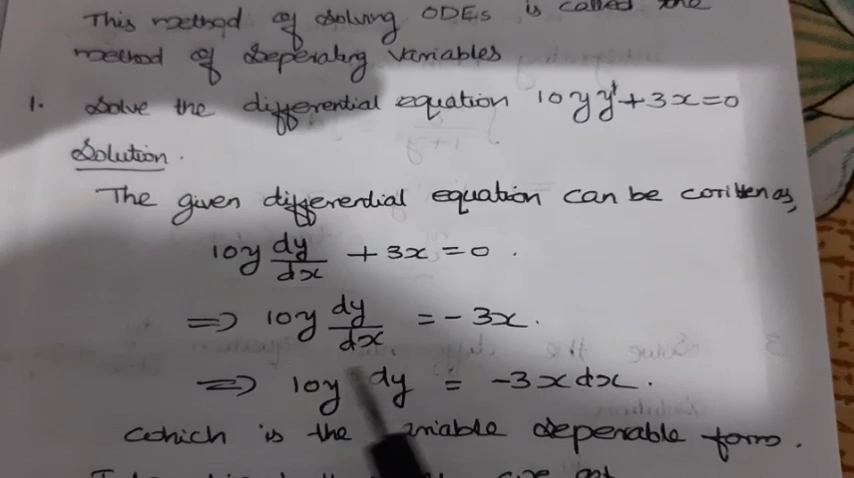 This method of solving ODEs is called the
method of Seperating Variables
1. Solve the differential equation 10yy'+3x=0
Solution.
The given differential equation can be written as,
10y dy/dx + 3x = 0.
⇒ 10y dy/dx = -3x.
⇒ 10y dy = -3x dx.
which is the variable seperable form.